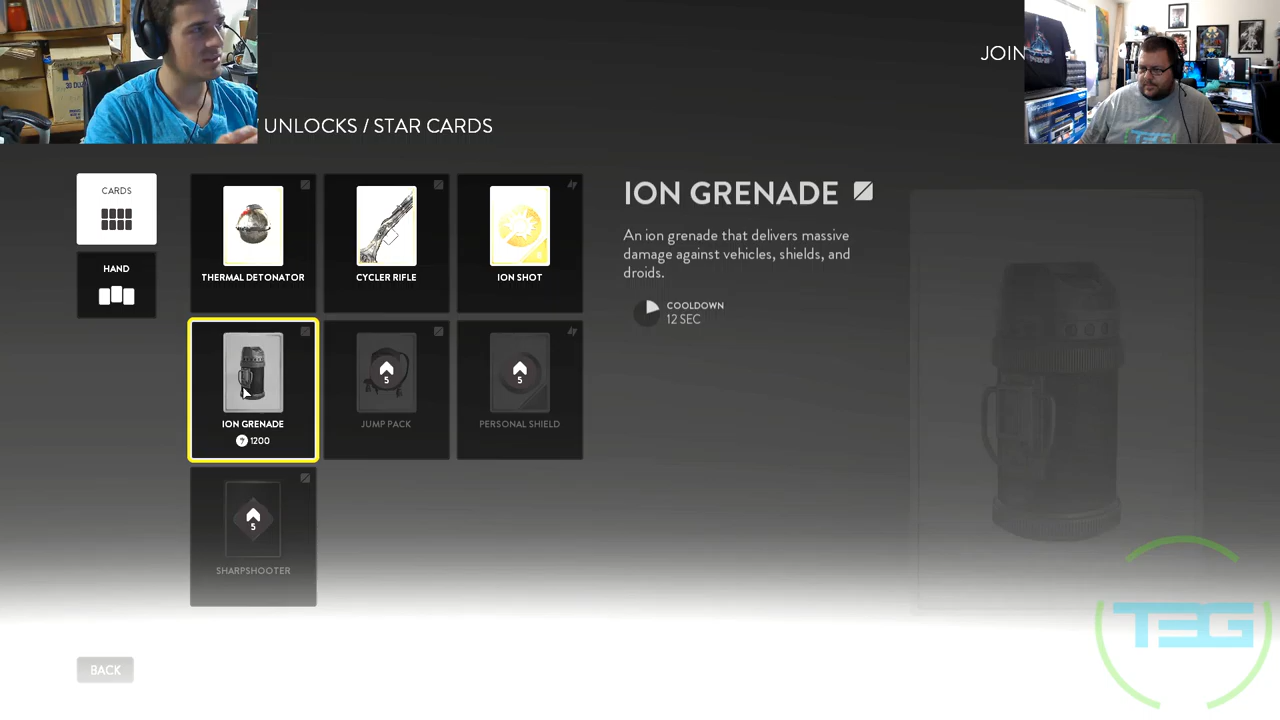 JOIN
UNLOCKS / STAR CARDS
CARDS
HAND
THERMAL DETONATOR
CYCLER RIFLE
ION SHOT
ION GRENADE
1200
5
JUMP PACK
5
PERSONAL SHIELD
5
SHARPSHOOTER
ION GRENADE
An ion grenade that delivers massive
damage against vehicles, shields, and
droids.
COOLDOWN
12 SEC
BACK
TEG